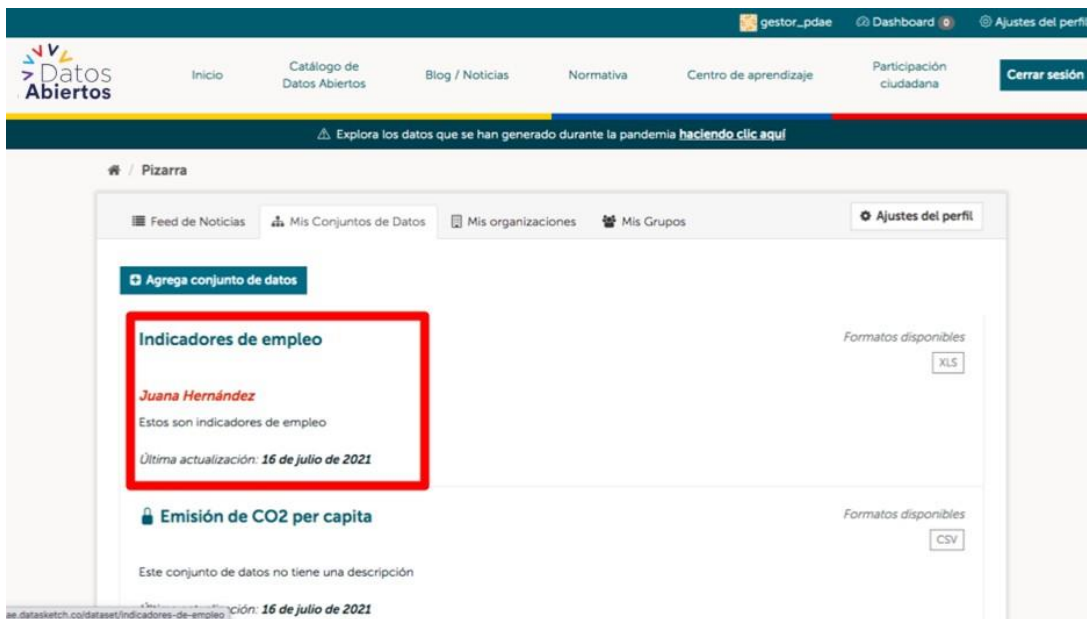 gestor_pdae Dashboard 0 Ajustes del perfil
Datos
Abiertos
Inicio
Catálogo de
Datos Abiertos
Blog / Noticias
Normativa
Centro de aprendizaje
Participación
ciudadana
Cerrar sesión
Explora los datos que se han generado durante la pandemia haciendo clic aquí
/ Pizarra
Feed de Noticias Mis Conjuntos de Datos Mis organizaciones Mis Grupos Ajustes del perfil
Agrega conjunto de datos
Indicadores de empleo
Formatos disponibles
XLS
Juana Hernández
Estos son indicadores de empleo
Última actualización: 16 de julio de 2021
Emisión de CO2 per capita
Formatos disponibles
CSV
Este conjunto de datos no tiene una descripción
ción: 16 de julio de 2021
ae.datasketch.co/dataset/indicadores-de-empleo